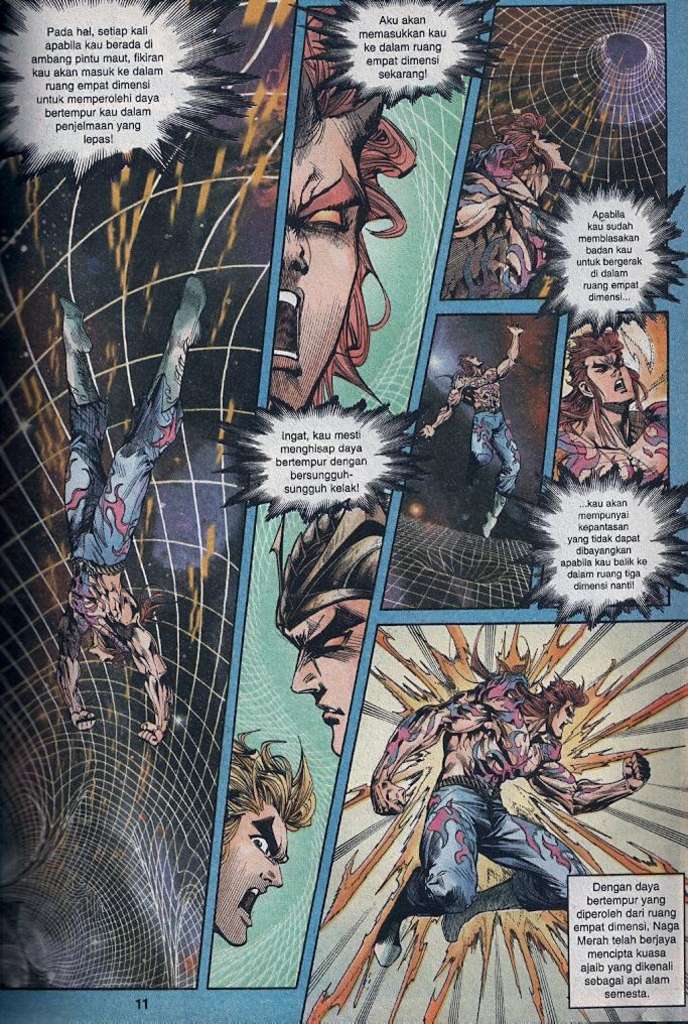 Pada hal, setiap kali
apabila kau berada di
ambang pintu maut, fikiran
kau akan masuk ke dalam
ruang empat dimensi
untuk memperolehi daya
bertempur kau dalam
penjelmaan yang
lepas!
Aku akan
memasukkan kau
ke dalam ruang
empat dimensi
sekarang!
Ingat, kau mesti
menghisap daya
bertempur dengan
bersungguh-
sungguh kelak!
Apabila
kau sudah
membiasakan
badan kau
untuk bergerak
di dalam
ruang empat
dimensi...
...kau akan
mempunyai
kepantasan
yang tidak dapat
dibayangkan
apabila kau balik ke
dalam ruang tiga
dimensi nanti!
Dengan daya
bertempur yang
diperoleh dari ruang
empat dimensi, Naga
Merah telah berjaya
mencipta kuasa
ajaib yang dikenali
sebagai api alam
semesta.
11